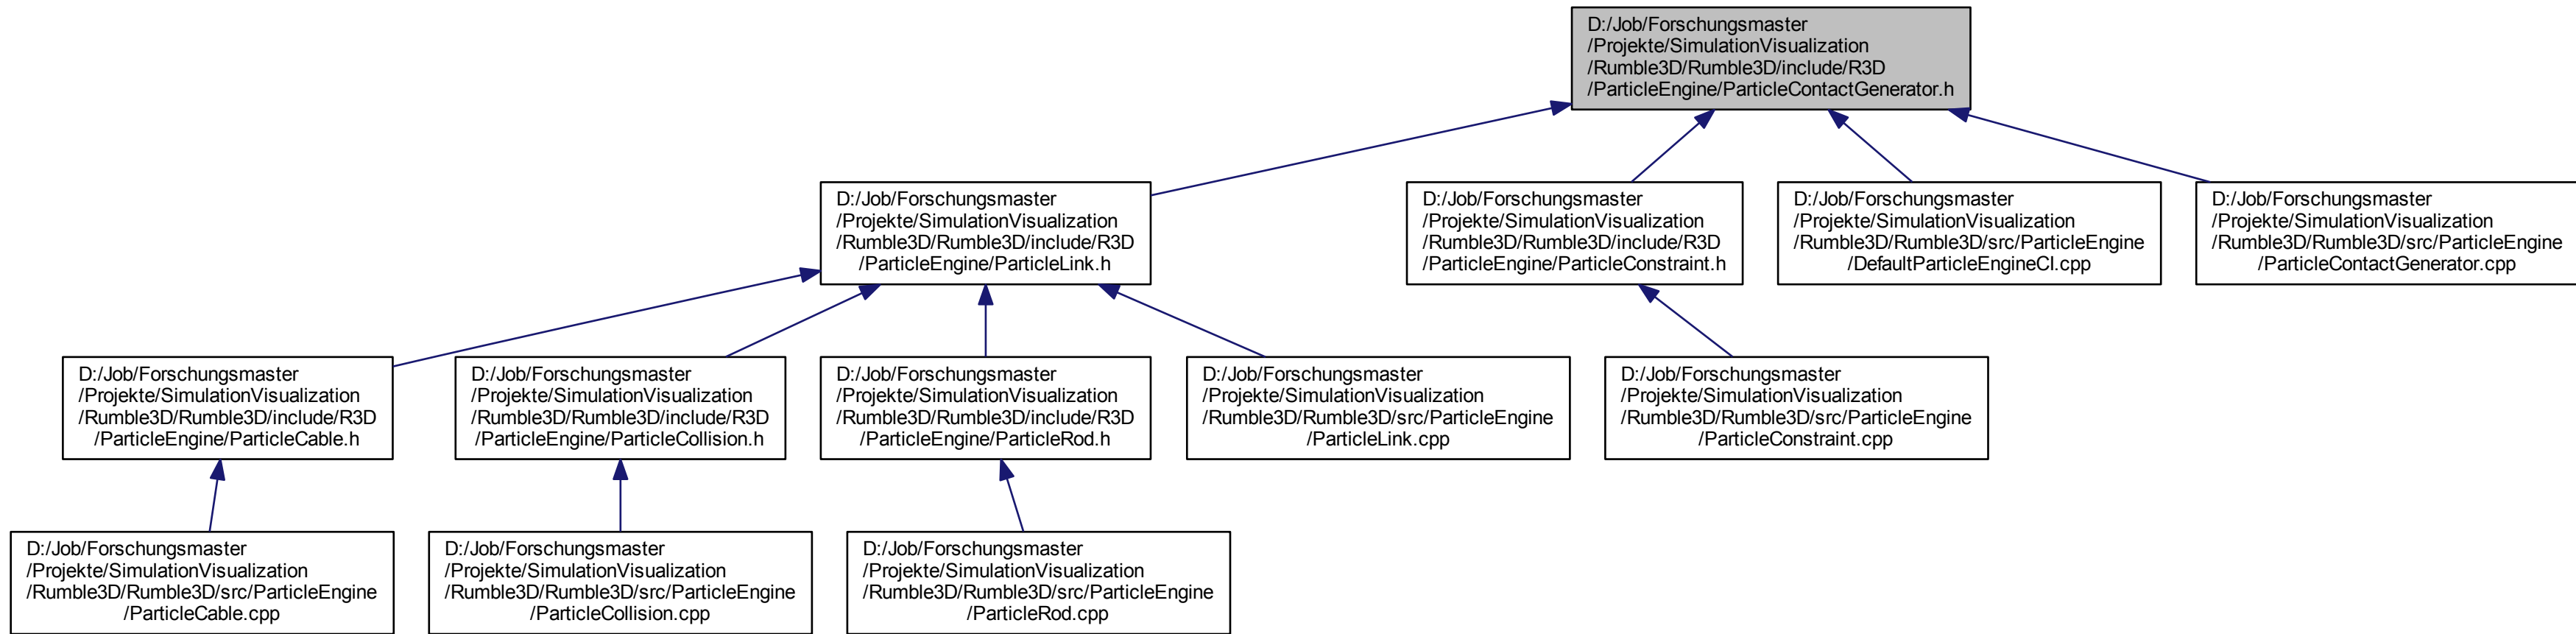 D:/Job/Forschungsmaster
/Projekte/SimulationVisualization
/Rumble3D/Rumble3D/include/R3D
/ParticleEngine/ParticleContactGenerator.h
D:/Job/Forschungsmaster
/Projekte/SimulationVisualization
/Rumble3D/Rumble3D/include/R3D
/ParticleEngine/ParticleLink.h
D:/Job/Forschungsmaster
/Projekte/SimulationVisualization
/Rumble3D/Rumble3D/include/R3D
/ParticleEngine/ParticleConstraint.h
D:/Job/Forschungsmaster
/Projekte/SimulationVisualization
/Rumble3D/Rumble3D/src/ParticleEngine
/DefaultParticleEngineCI.cpp
D:/Job/Forschungsmaster
/Projekte/SimulationVisualization
/Rumble3D/Rumble3D/src/ParticleEngine
/ParticleContactGenerator.cpp
D:/Job/Forschungsmaster
/Projekte/SimulationVisualization
/Rumble3D/Rumble3D/include/R3D
/ParticleEngine/ParticleCable.h
D:/Job/Forschungsmaster
/Projekte/SimulationVisualization
/Rumble3D/Rumble3D/include/R3D
/ParticleEngine/ParticleCollision.h
D:/Job/Forschungsmaster
/Projekte/SimulationVisualization
/Rumble3D/Rumble3D/include/R3D
/ParticleEngine/ParticleRod.h
D:/Job/Forschungsmaster
/Projekte/SimulationVisualization
/Rumble3D/Rumble3D/src/ParticleEngine
/ParticleLink.cpp
D:/Job/Forschungsmaster
/Projekte/SimulationVisualization
/Rumble3D/Rumble3D/src/ParticleEngine
/ParticleConstraint.cpp
D:/Job/Forschungsmaster
/Projekte/SimulationVisualization
/Rumble3D/Rumble3D/src/ParticleEngine
/ParticleCable.cpp
D:/Job/Forschungsmaster
/Projekte/SimulationVisualization
/Rumble3D/Rumble3D/src/ParticleEngine
/ParticleCollision.cpp
D:/Job/Forschungsmaster
/Projekte/SimulationVisualization
/Rumble3D/Rumble3D/src/ParticleEngine
/ParticleRod.cpp